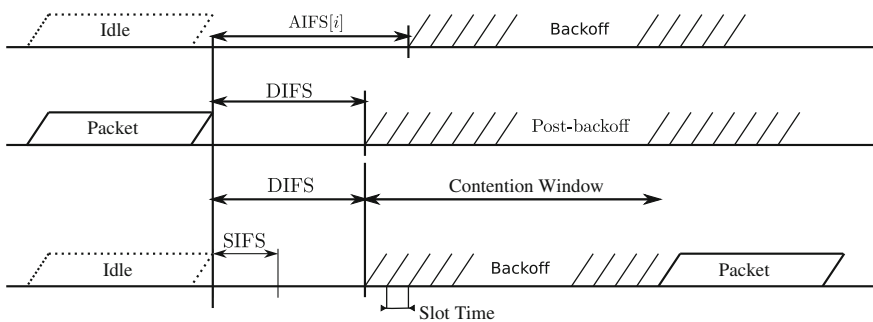 Idle
AIFS[i]
Backoff
DIFS
Packet
Post-backoff
DIFS
Contention Window
SIFS
Idle
Backoff
Packet
Slot Time